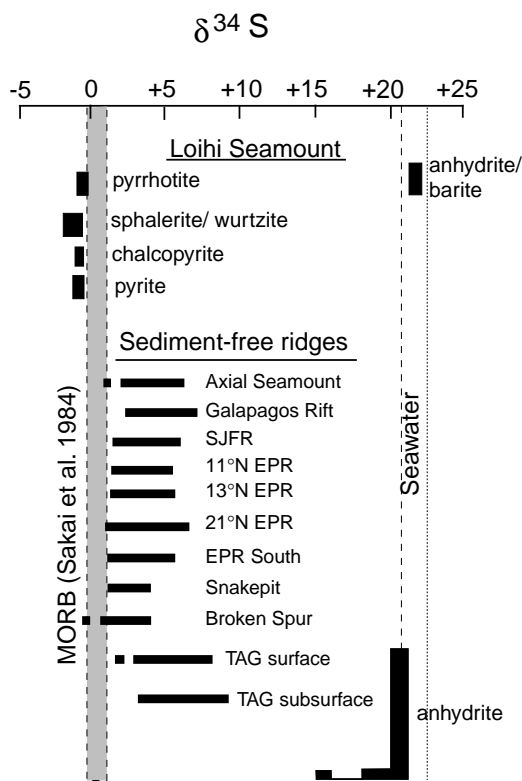 δ34 S
-5 0 +5 +10 +15 +20 +25
Loihi Seamount
pyrrhotite
anhydrite/
barite
sphalerite/ wurtzite
chalcopyrite
pyrite
Sediment-free ridges
Axial Seamount
Galapagos Rift
SJFR
11°N EPR
13°N EPR
21°N EPR
EPR South
Snakepit
Broken Spur
TAG surface
TAG subsurface
anhydrite
MORB (Sakai et al. 1984)
Seawater